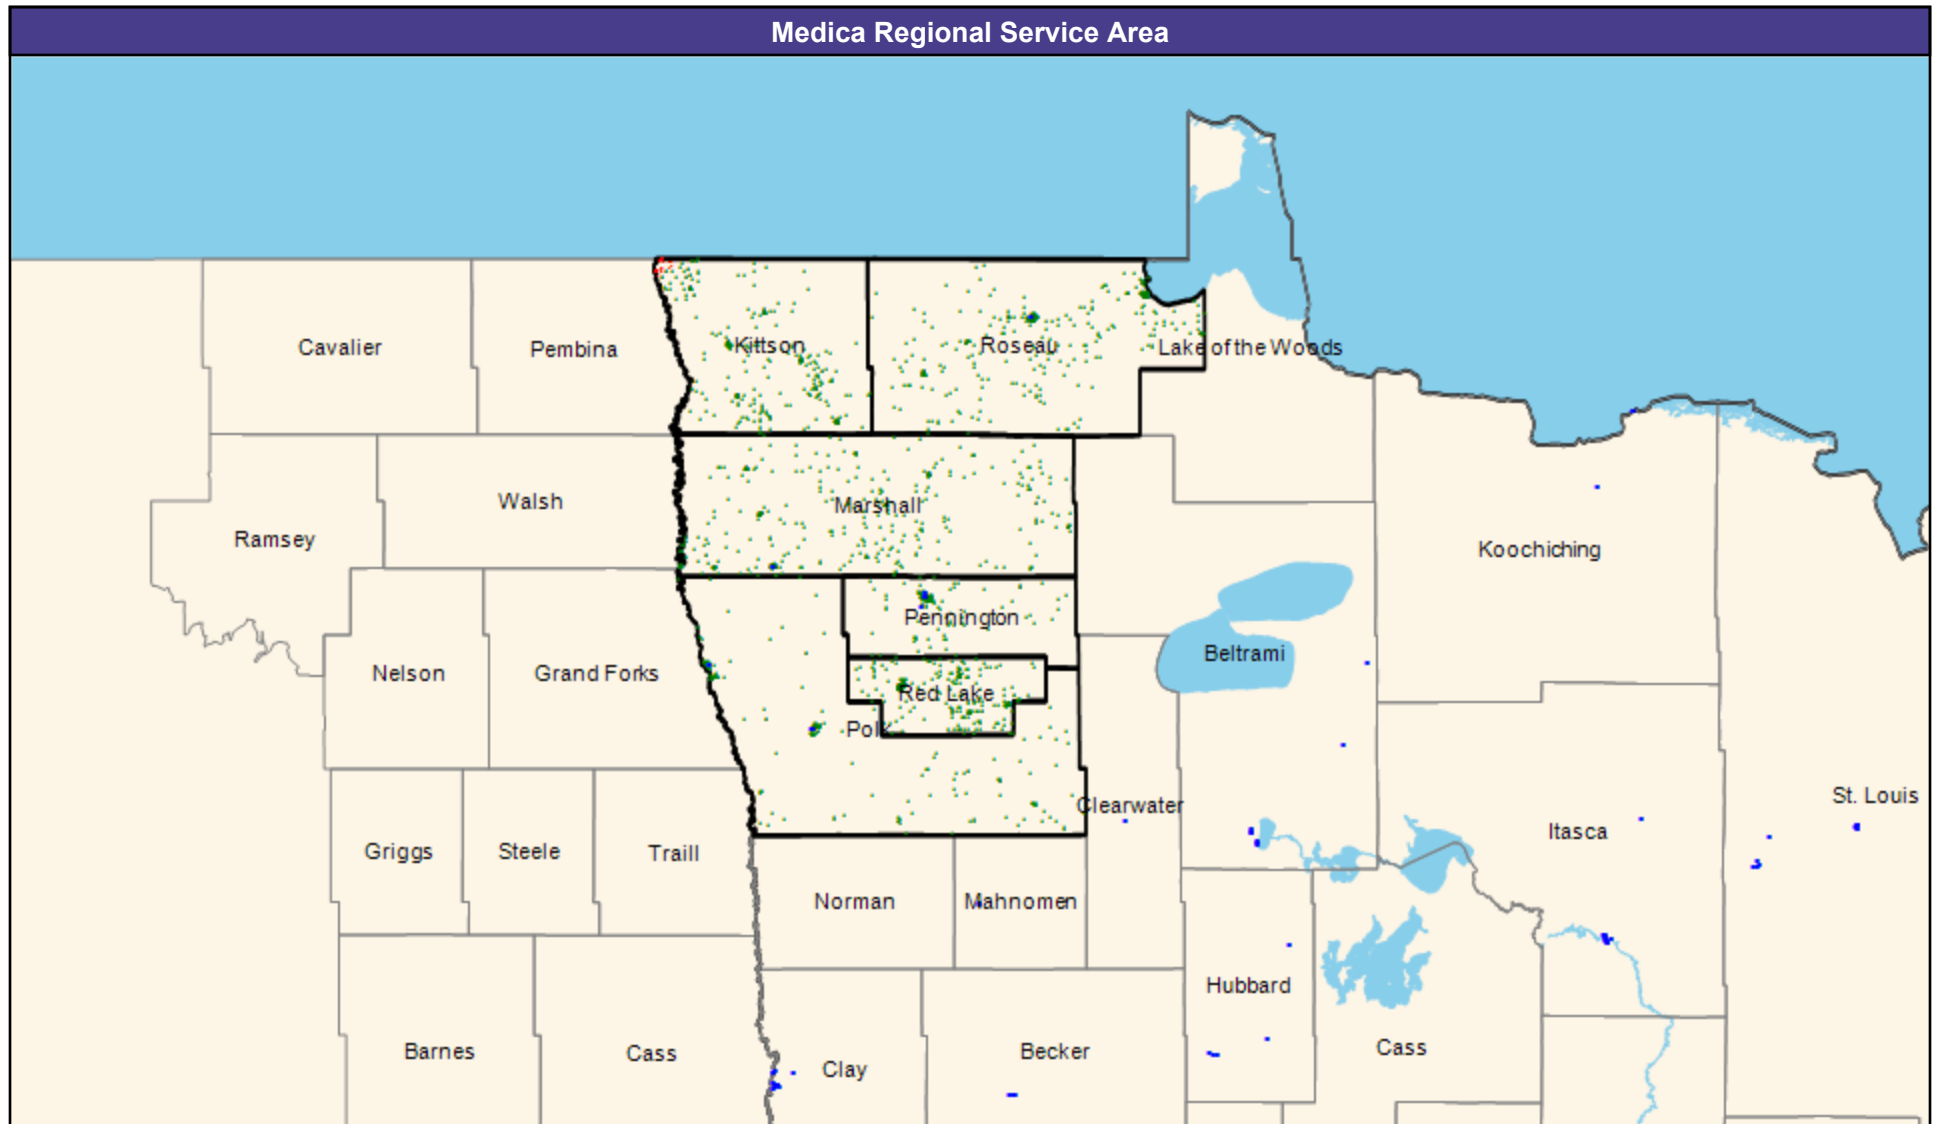 Medica Regional Service Area
Cavalier
Pembina
Kittson
Roseau
Lake of the Woods
Walsh
Marshall
Ramsey
Koochiching
Pennington
Beltrami
Nelson
Grand Forks
Red Lake
Polk
Clearwater
St. Louis
Itasca
Griggs
Steele
Traill
Norman
Mahnomen
Hubbard
Barnes
Cass
Clay
Becker
Cass